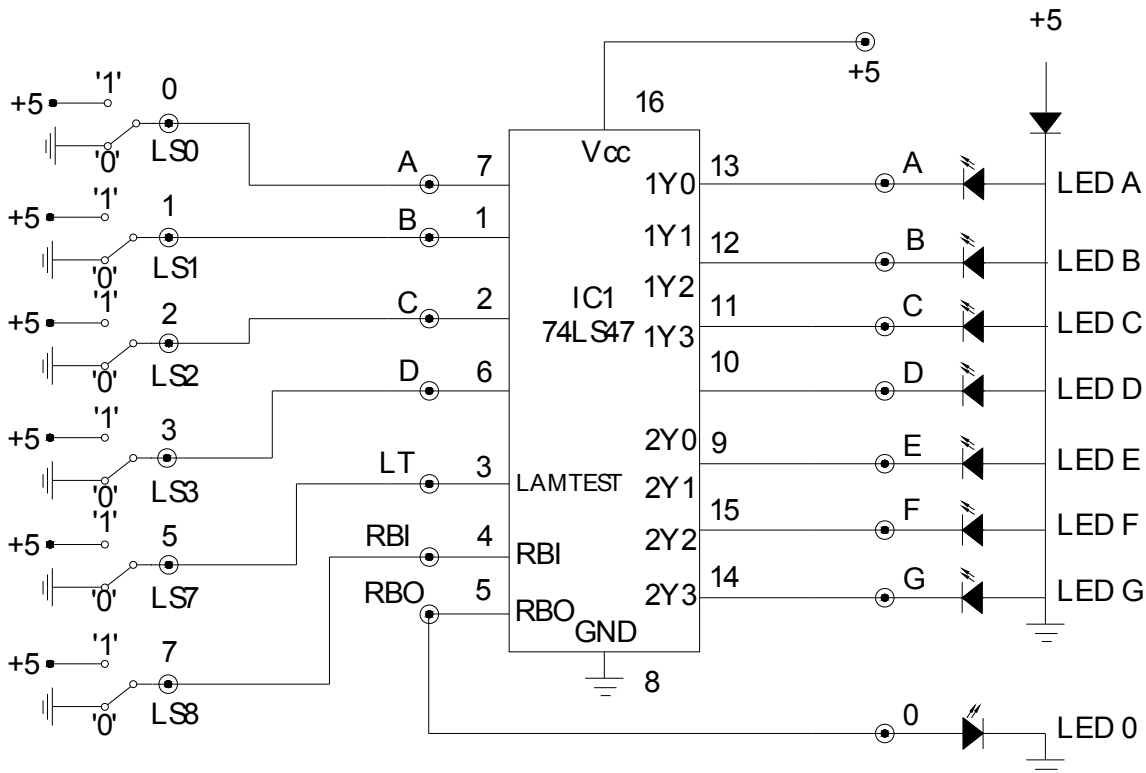 +5
'1'
0
+5
'0'
LS0
'1'
1
+5
'0'
LS1
'1'
2
+5
'0'
LS2
'1'
3
+5
'0'
LS3
'1'
5
+5
'0'
LS7
'1'
7
+5
'0'
LS8
A
7
B
1
C
2
D
6
LT
3
RBI
4
RBO
5
+5
16
Vcc
IC1
74LS47
LAMTEST
RBI
RBO
GND
8
1Y0
1Y1
1Y2
1Y3
2Y0
2Y1
2Y2
2Y3
13
12
11
10
9
15
14
A
LED A
B
LED B
C
LED C
D
LED D
E
LED E
F
LED F
G
LED G
0
LED 0